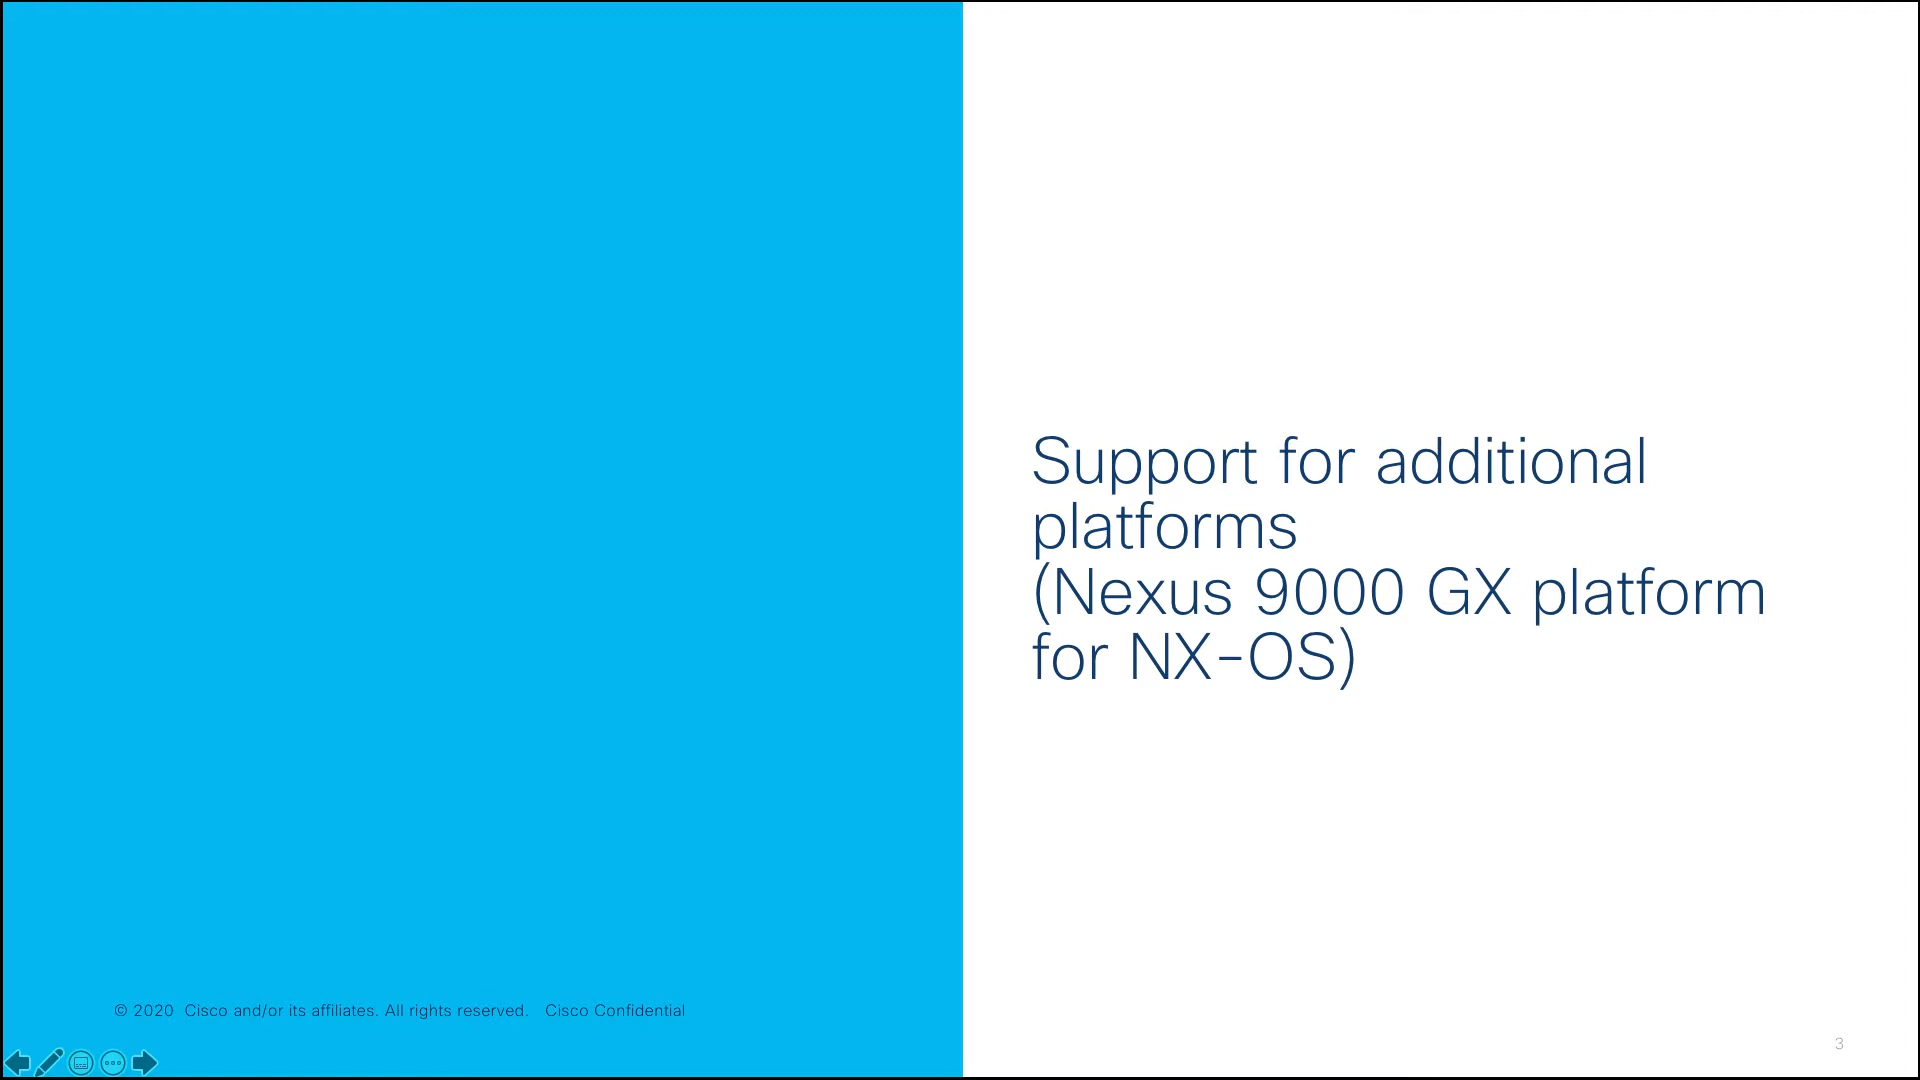 Support for additional
platforms
(Nexus 9000 GX platform
for NX-OS)
© 2020 Cisco and/or its affiliates. All rights reserved. Cisco Confidential
3